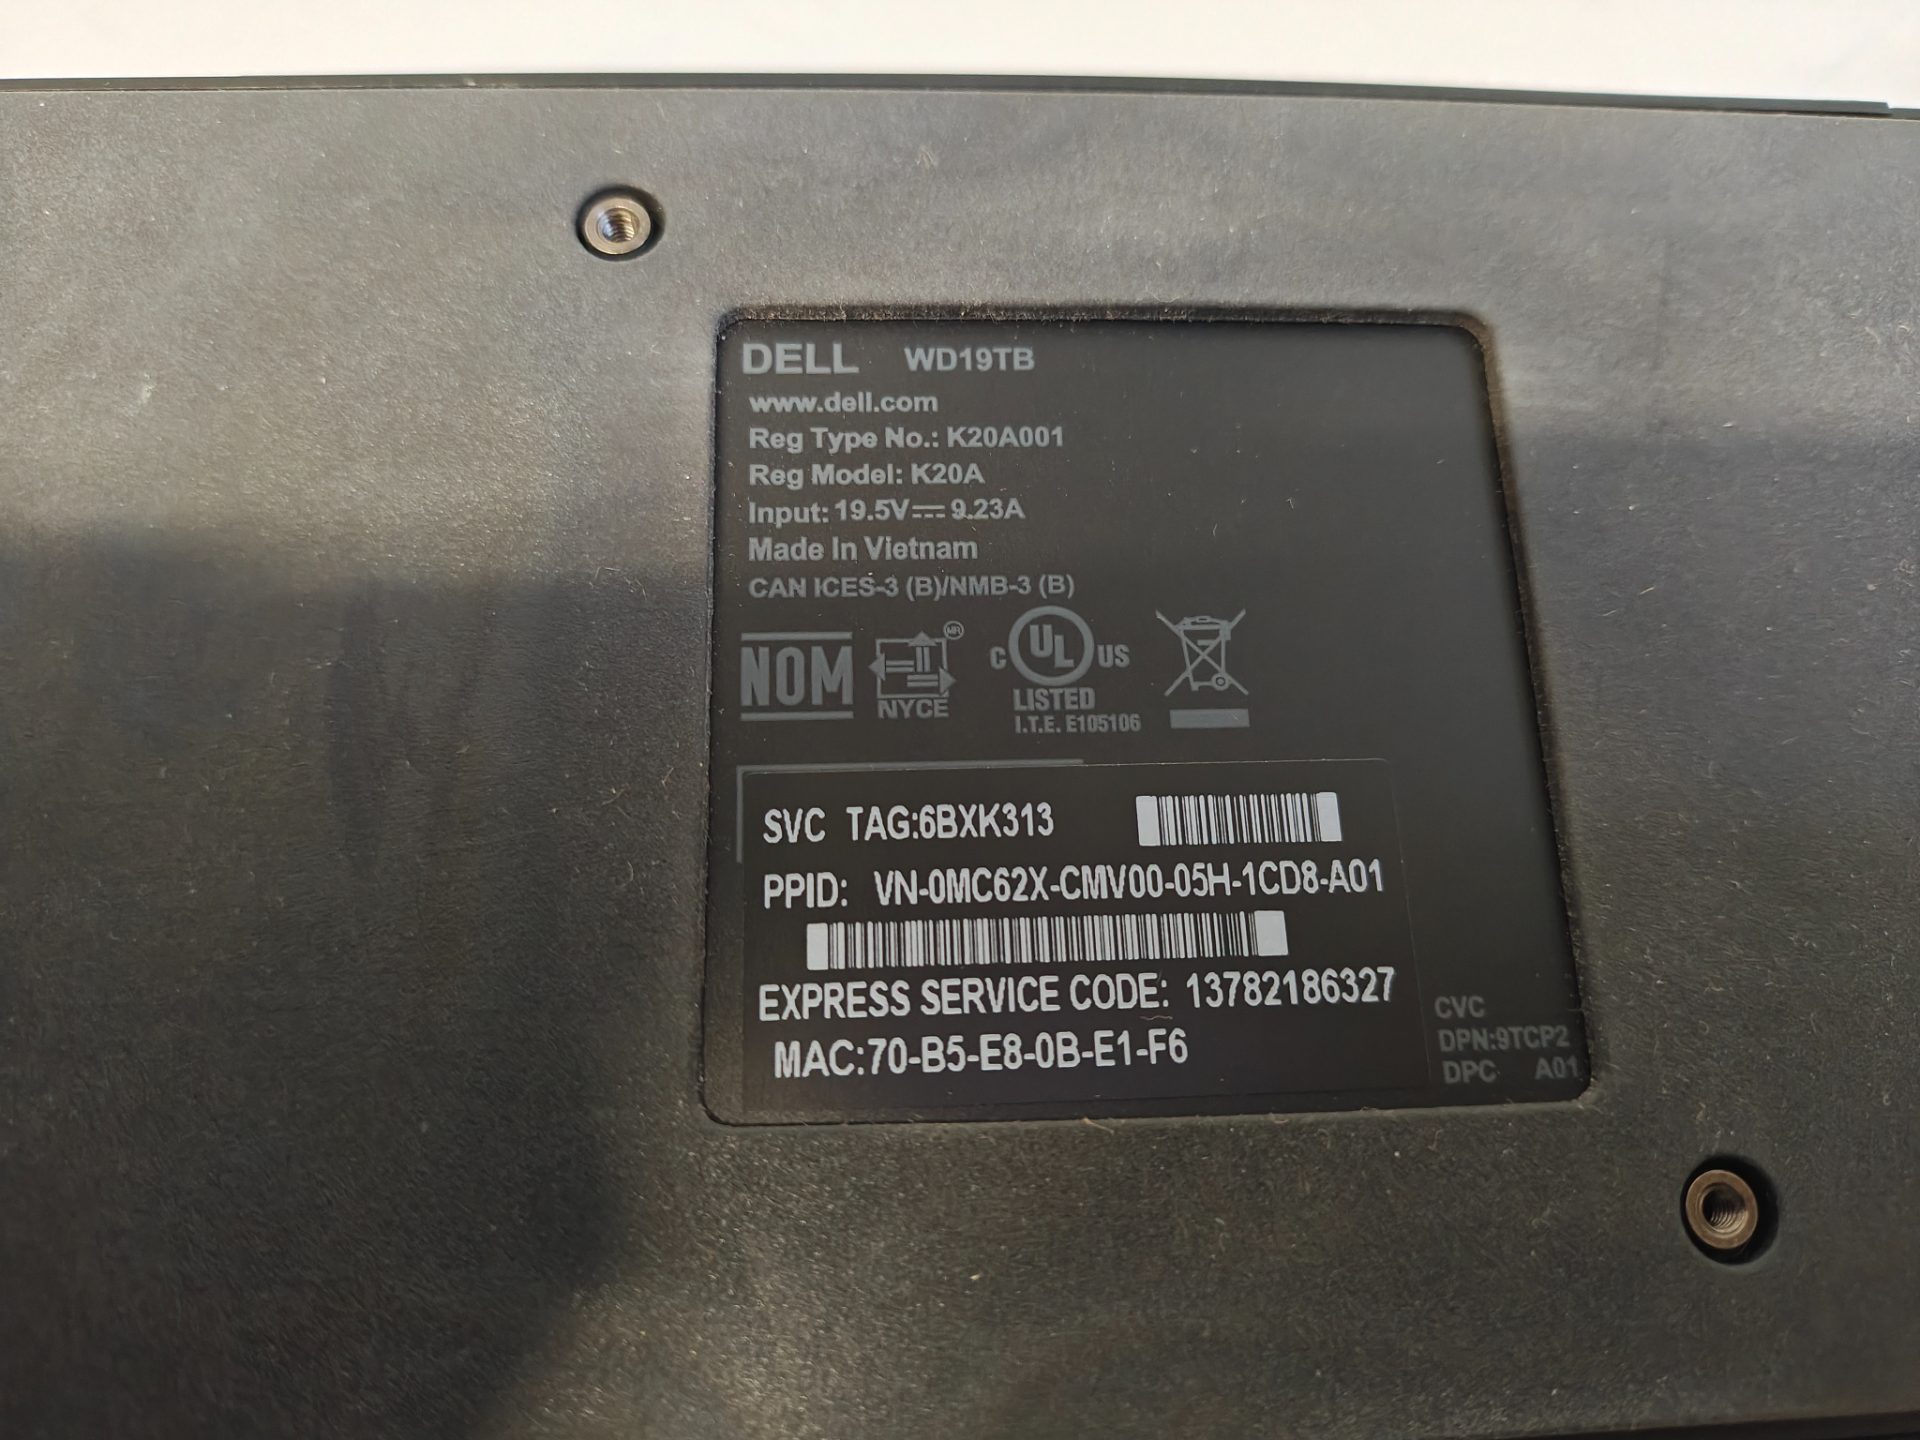 DELL WD19TB
www.dell.com
Reg Type No.: K20A001
Reg Model: K20A
Input: 19.5V⎓9.23A
Made In Vietnam
CAN ICES-3 (B)/NMB-3 (B)
NOM
NYCE
MR
C UL US
LISTED
I.T.E. E105106
SVC TAG:6BXK313
PPID: VN-0MC62X-CMV00-05H-1CD8-A01
EXPRESS SERVICE CODE: 13782186327
MAC:70-B5-E8-0B-E1-F6
CVC
DPN:9TCP2
DPC A01